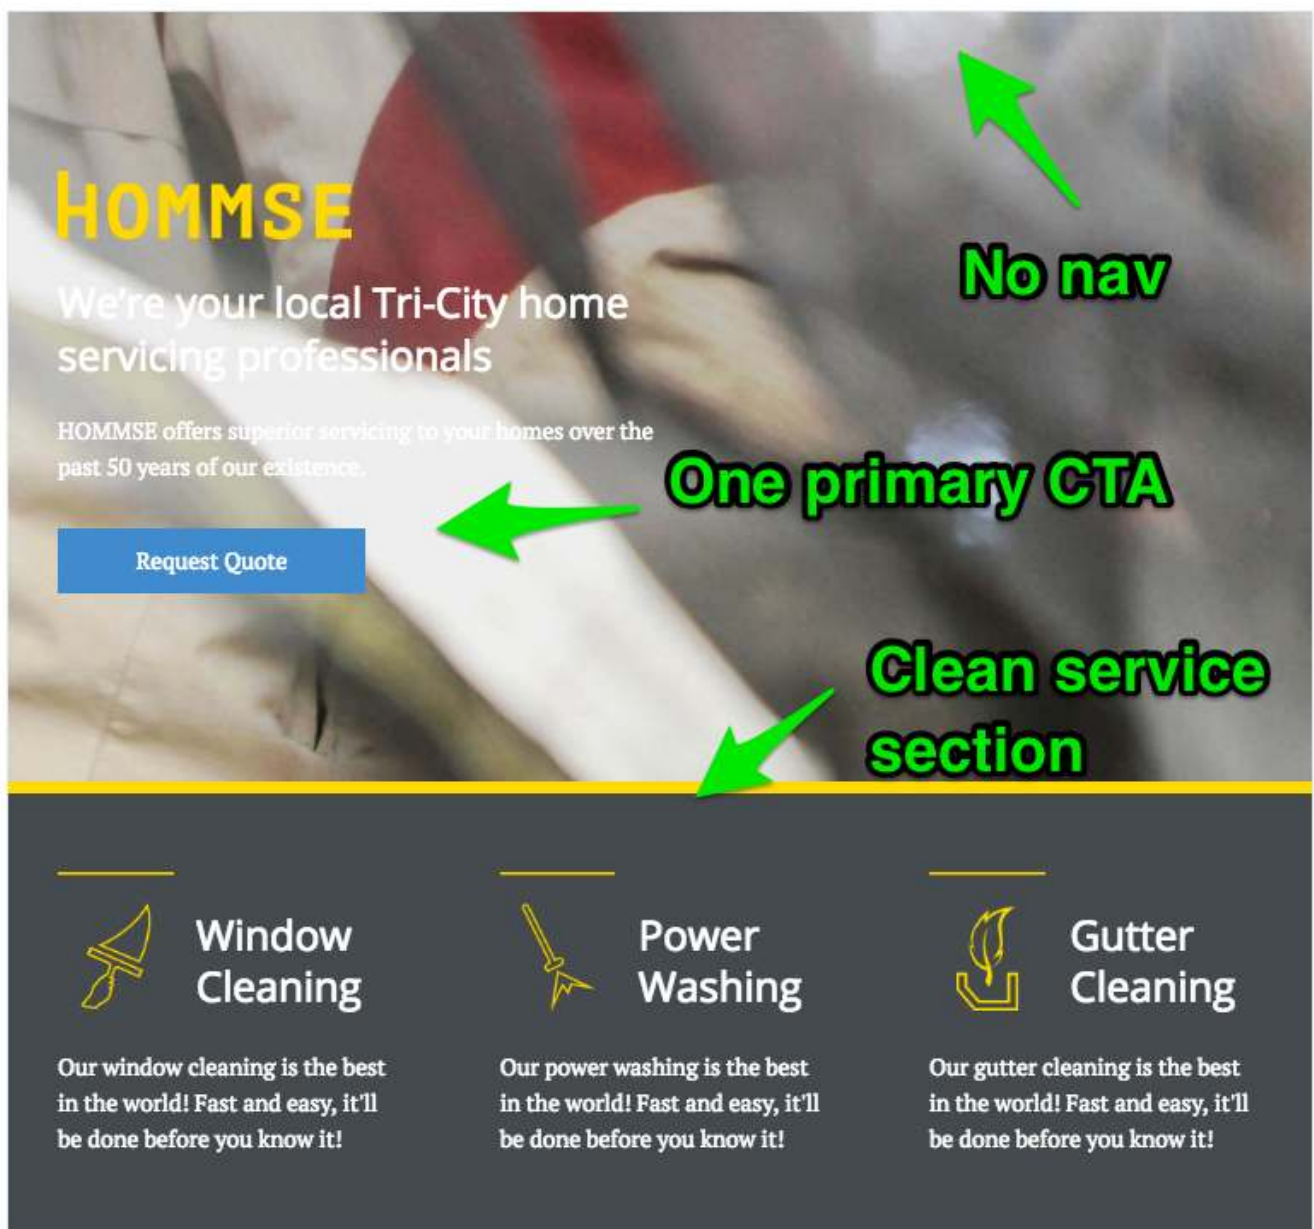 No nav
HOMMSE
We're your local Tri-City home
servicing professionals
HOMMSE offers superior servicing to your homes over the
past 50 years of our existence.
One primary CTA
Request Quote
Clean service
section
Window
Cleaning
Our window cleaning is the best
in the world! Fast and easy, it'll
be done before you know it!
Power
Washing
Our power washing is the best
in the world! Fast and easy, it'll
be done before you know it!
Gutter
Cleaning
Our gutter cleaning is the best
in the world! Fast and easy, it'll
be done before you know it!